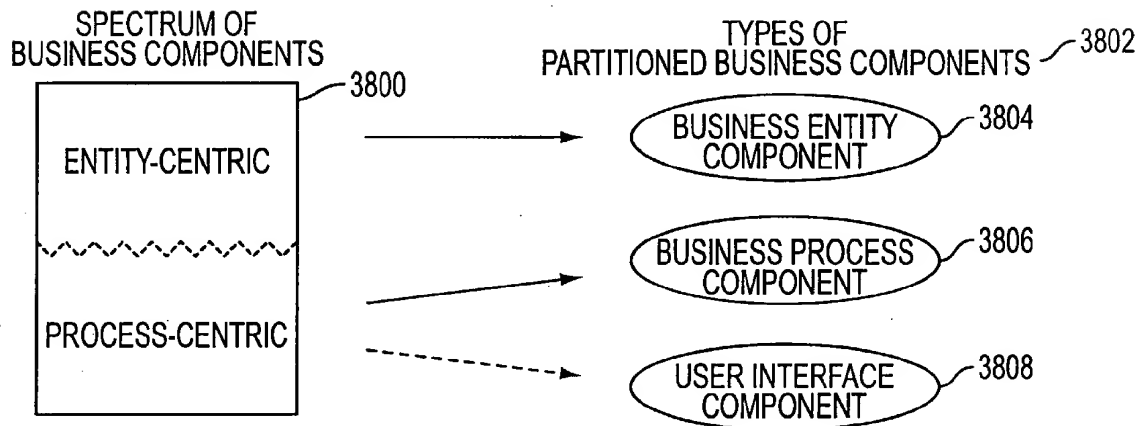 SPECTRUM OF
BUSINESS COMPONENTS
3800
ENTITY-CENTRIC
PROCESS-CENTRIC
TYPES OF
PARTITIONED BUSINESS COMPONENTS
3802
BUSINESS ENTITY
COMPONENT
3804
BUSINESS PROCESS
COMPONENT
3806
USER INTERFACE
COMPONENT
3808